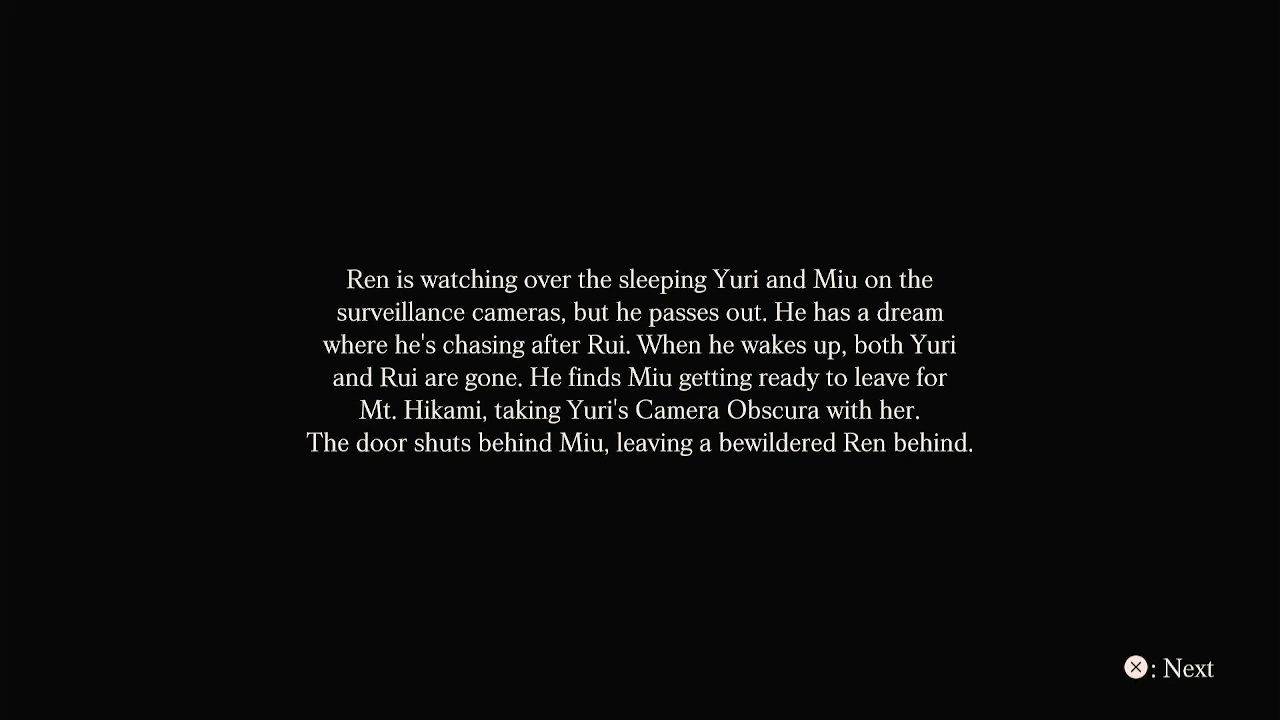 Ren is watching over the sleeping Yuri and Miu on the
surveillance cameras, but he passes out. He has a dream
where he's chasing after Rui. When he wakes up, both Yuri
and Rui are gone. He finds Miu getting ready to leave for
Mt. Hikami, taking Yuri's Camera Obscura with her.
The door shuts behind Miu, leaving a bewildered Ren behind.
: Next